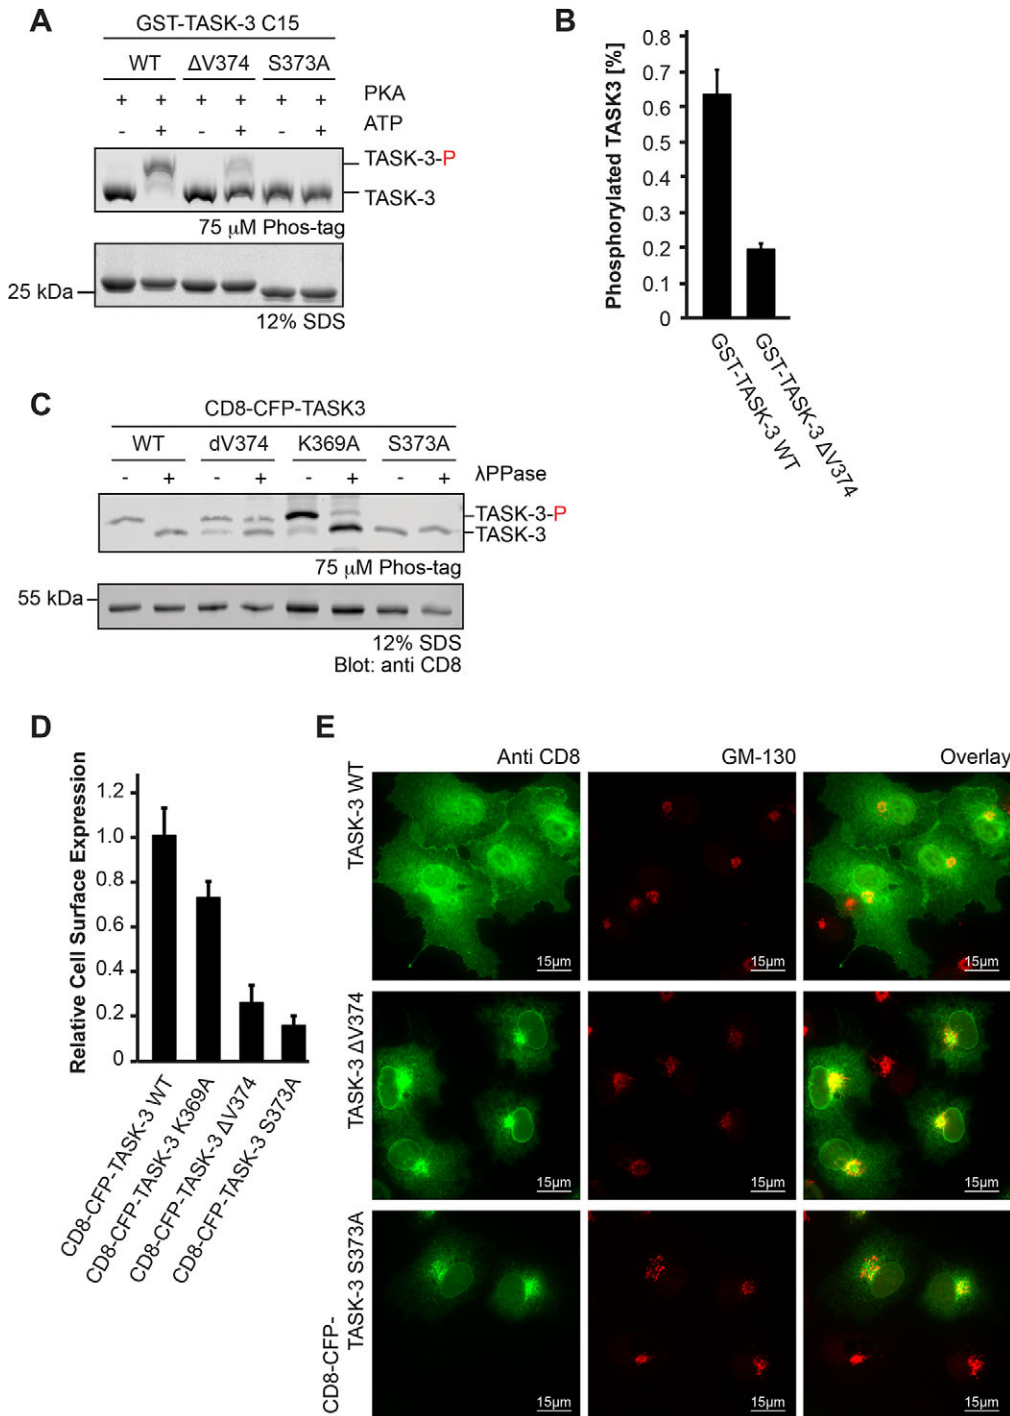 A
GST-TASK-3 C15
WT ΔV374 S373A
+ + + + + + PKA
- + - + - + ATP
TASK-3-P
TASK-3
75 μM Phos-tag
25 kDa
12% SDS
B
Phosphorylated TASK3 [%]
0.8
0.7
0.6
0.5
0.4
0.3
0.2
0.1
0
GST-TASK-3 WT
GST-TASK-3 ΔV374
C
CD8-CFP-TASK3
WT dV374 K369A S373A
- + - + - + - + λPPase
TASK-3-P
TASK-3
75 μM Phos-tag
55 kDa
12% SDS
Blot: anti CD8
D
Relative Cell Surface Expression
1.2
1.0
0.8
0.6
0.4
0.2
0
CD8-CFP-TASK-3 WT
CD8-CFP-TASK-3 K369A
CD8-CFP-TASK-3 ΔV374
CD8-CFP-TASK-3 S373A
E
Anti CD8 GM-130 Overlay
TASK-3 WT
15μm 15μm 15μm
TASK-3 ΔV374
15μm 15μm 15μm
CD8-CFP-
TASK-3 S373A
15μm 15μm 15μm